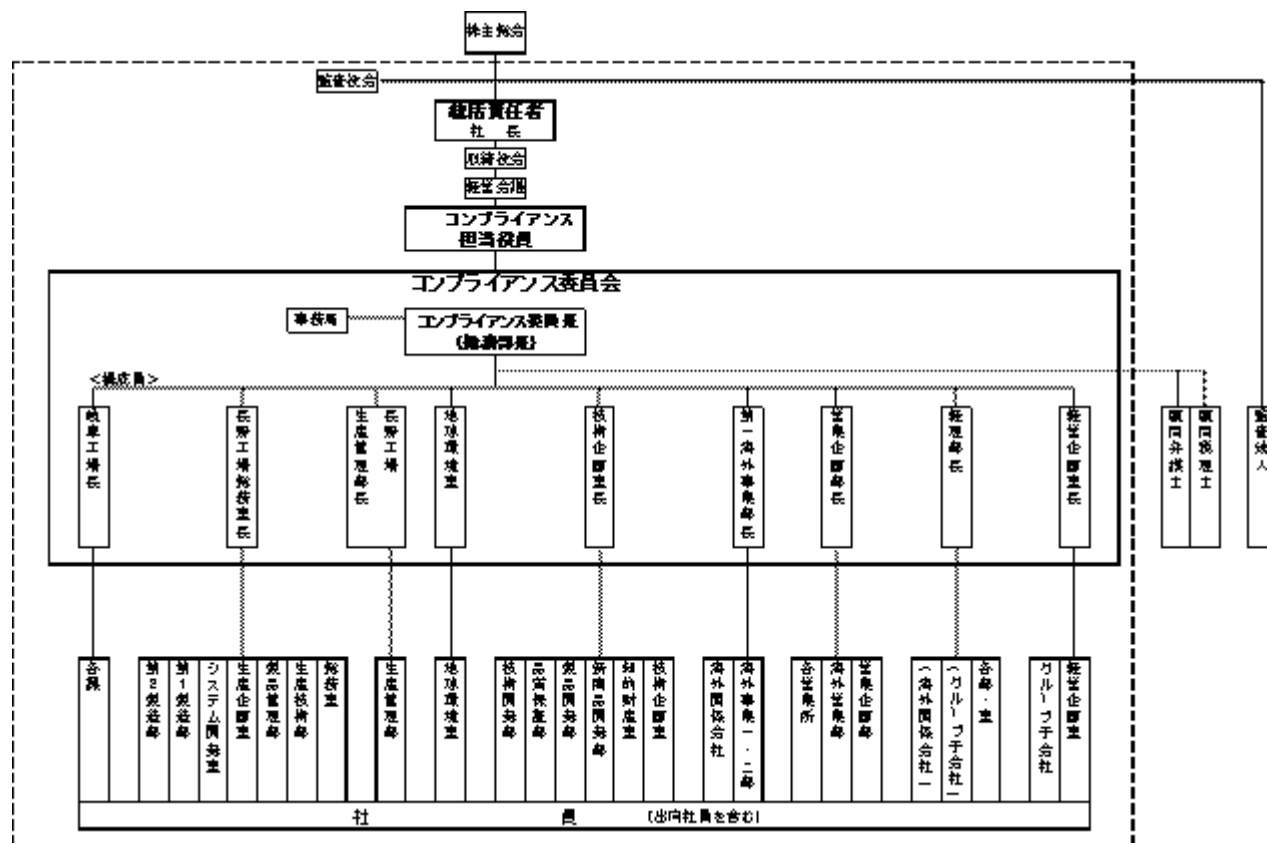 株主総会
監査役会
総括責任者
社 長
取締役会
経営会議
コンプライアンス
担当役員
コンプライアンス委員会
事務局
コンプライアンス委員長
(総務部長)
<構成員>
岐阜工場長
長野工場総務室長
長野工場
生産管理部長
地球環境室
技術企画室長
第一海外事業部長
営業企画部長
経理部長
経営企画室長
顧問弁護士
顧問税理士
監査法人
各課
第2製造部
第1製造部
システム開発室
生産企画室
製品管理部
生産技術部
総務室
生産管理部
地球環境室
技術開発部
品質保証部
製品開発部
新商品開発部
知的財産室
技術企画室
海外関係会社
海外事業一・二部
各営業所
海外営業部
営業企画部
(海外関係会社)
(グループ子会社)
各部・室
グループ子会社
経営企画室
社 員 (出向社員を含む)